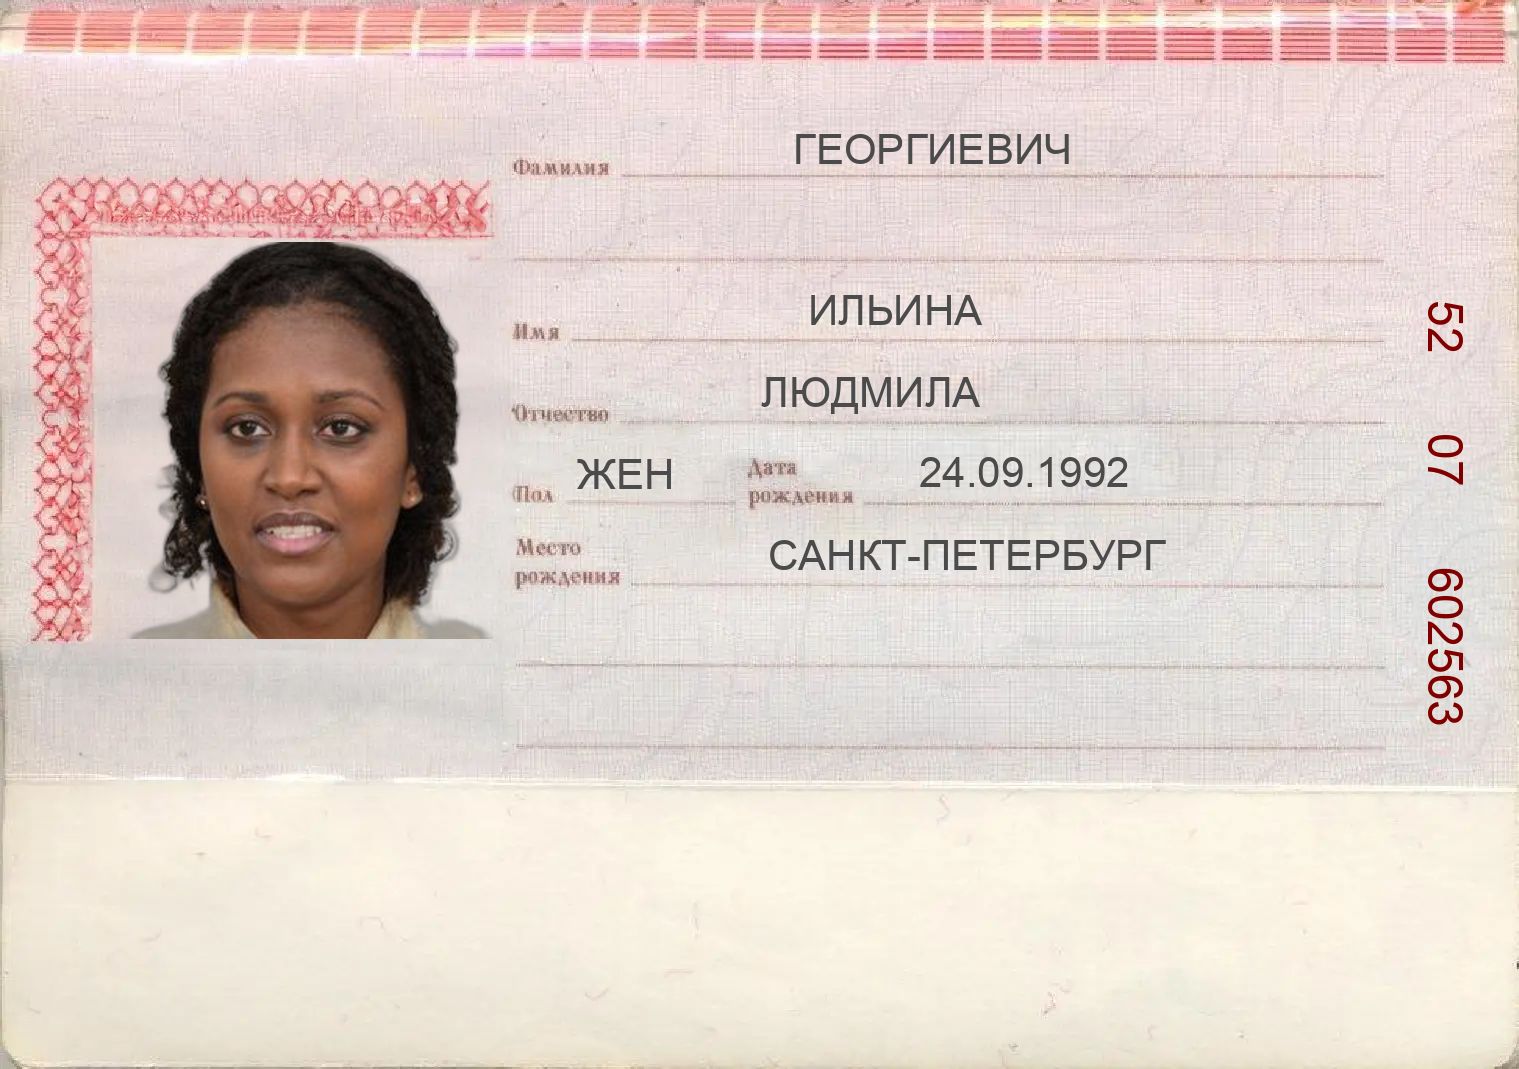 Фамилия ГЕОРГИЕВИЧ
Имя ИЛЬИНА
Отчество ЛЮДМИЛА
Пол ЖЕН Дата рождения 24.09.1992
Место рождения САНКТ-ПЕТЕРБУРГ
52 07 602563